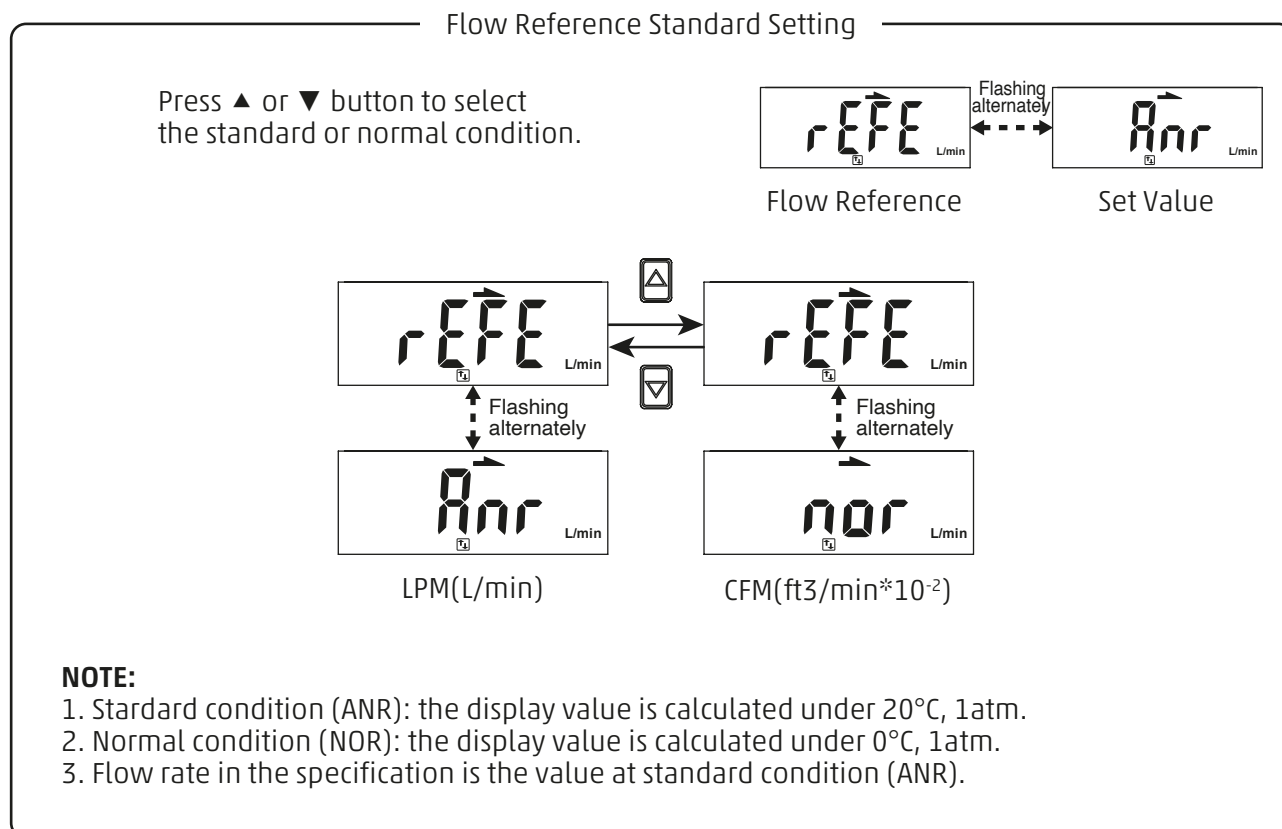 Flow Reference Standard Setting
Press ▲ or ▼ button to select
the standard or normal condition.
rEFE
L/min
Flashing
alternately
Anr
L/min
Flow Reference
Set Value
rEFE
L/min
rEFE
L/min
Flashing
alternately
Flashing
alternately
Anr
L/min
nor
L/min
LPM(L/min)
CFM(ft3/min*10⁻²)
NOTE:
1. Stardard condition (ANR): the display value is calculated under 20°C, 1atm.
2. Normal condition (NOR): the display value is calculated under 0°C, 1atm.
3. Flow rate in the specification is the value at standard condition (ANR).